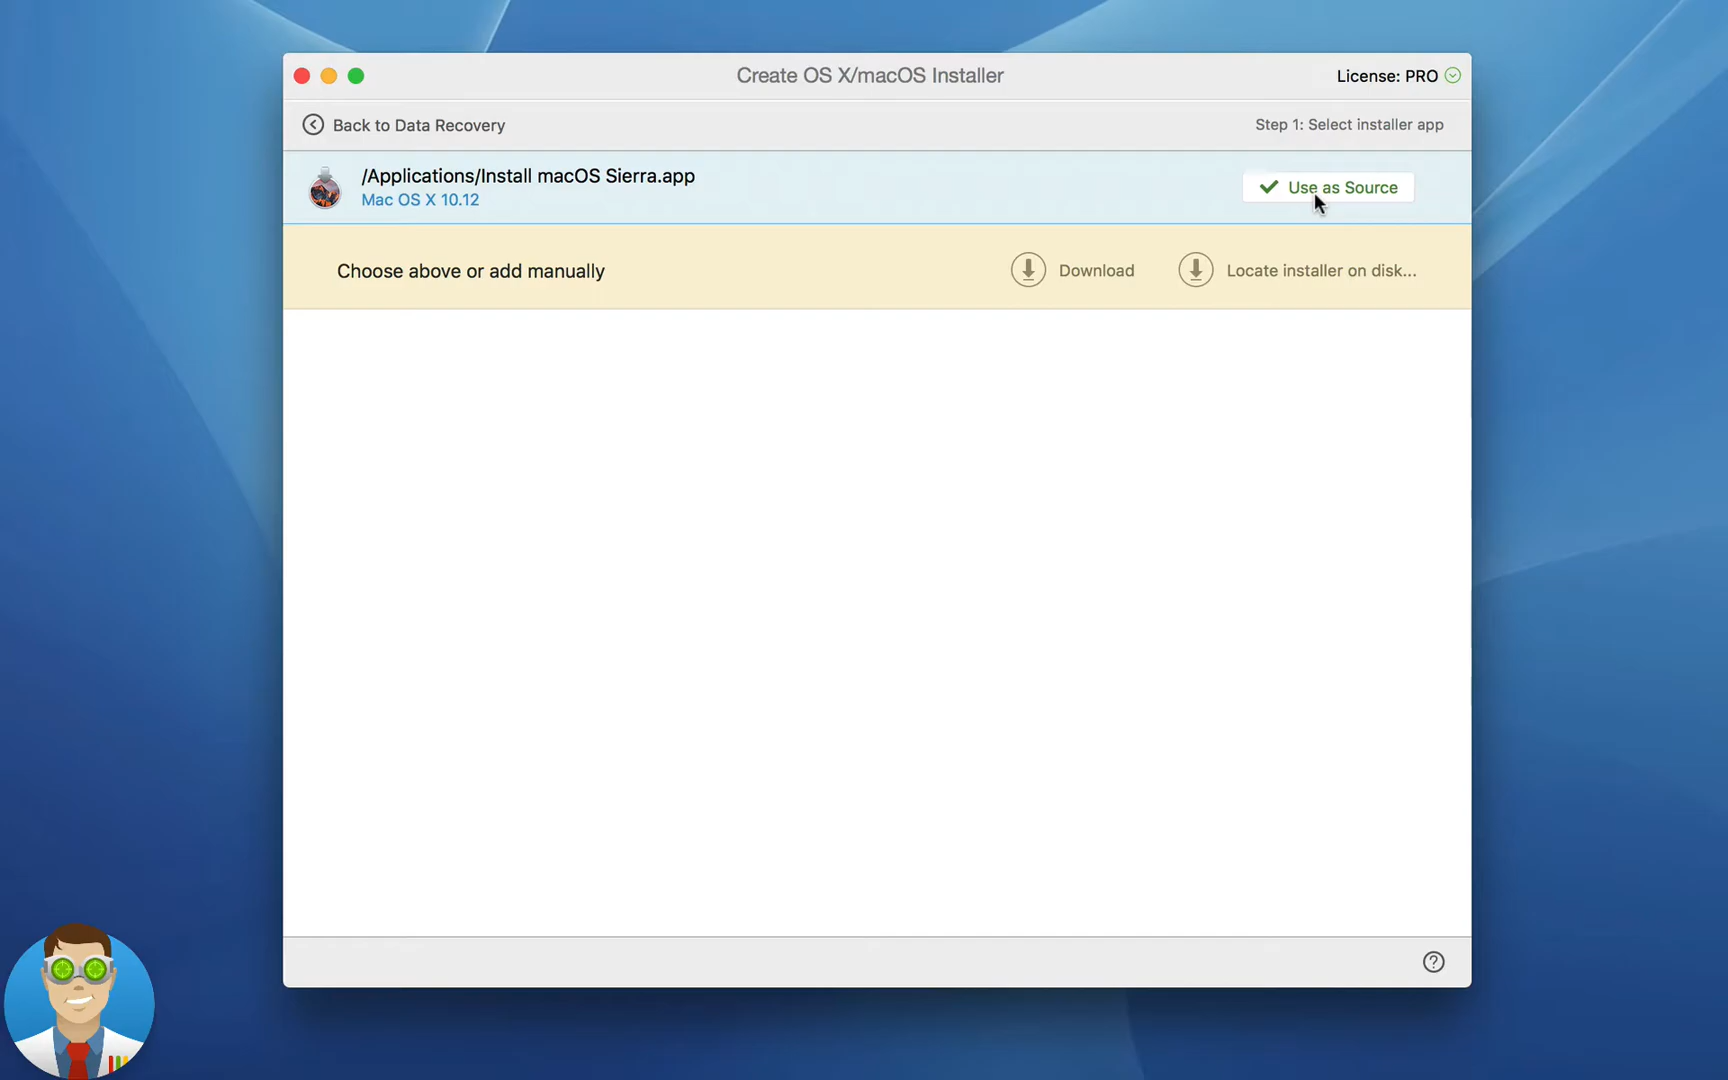 Create OS X/macOS Installer
License: PRO
Back to Data Recovery
Step 1: Select installer app
/Applications/Install macOS Sierra.app
Mac OS X 10.12
Use as Source
Choose above or add manually
Download
Locate installer on disk...
?